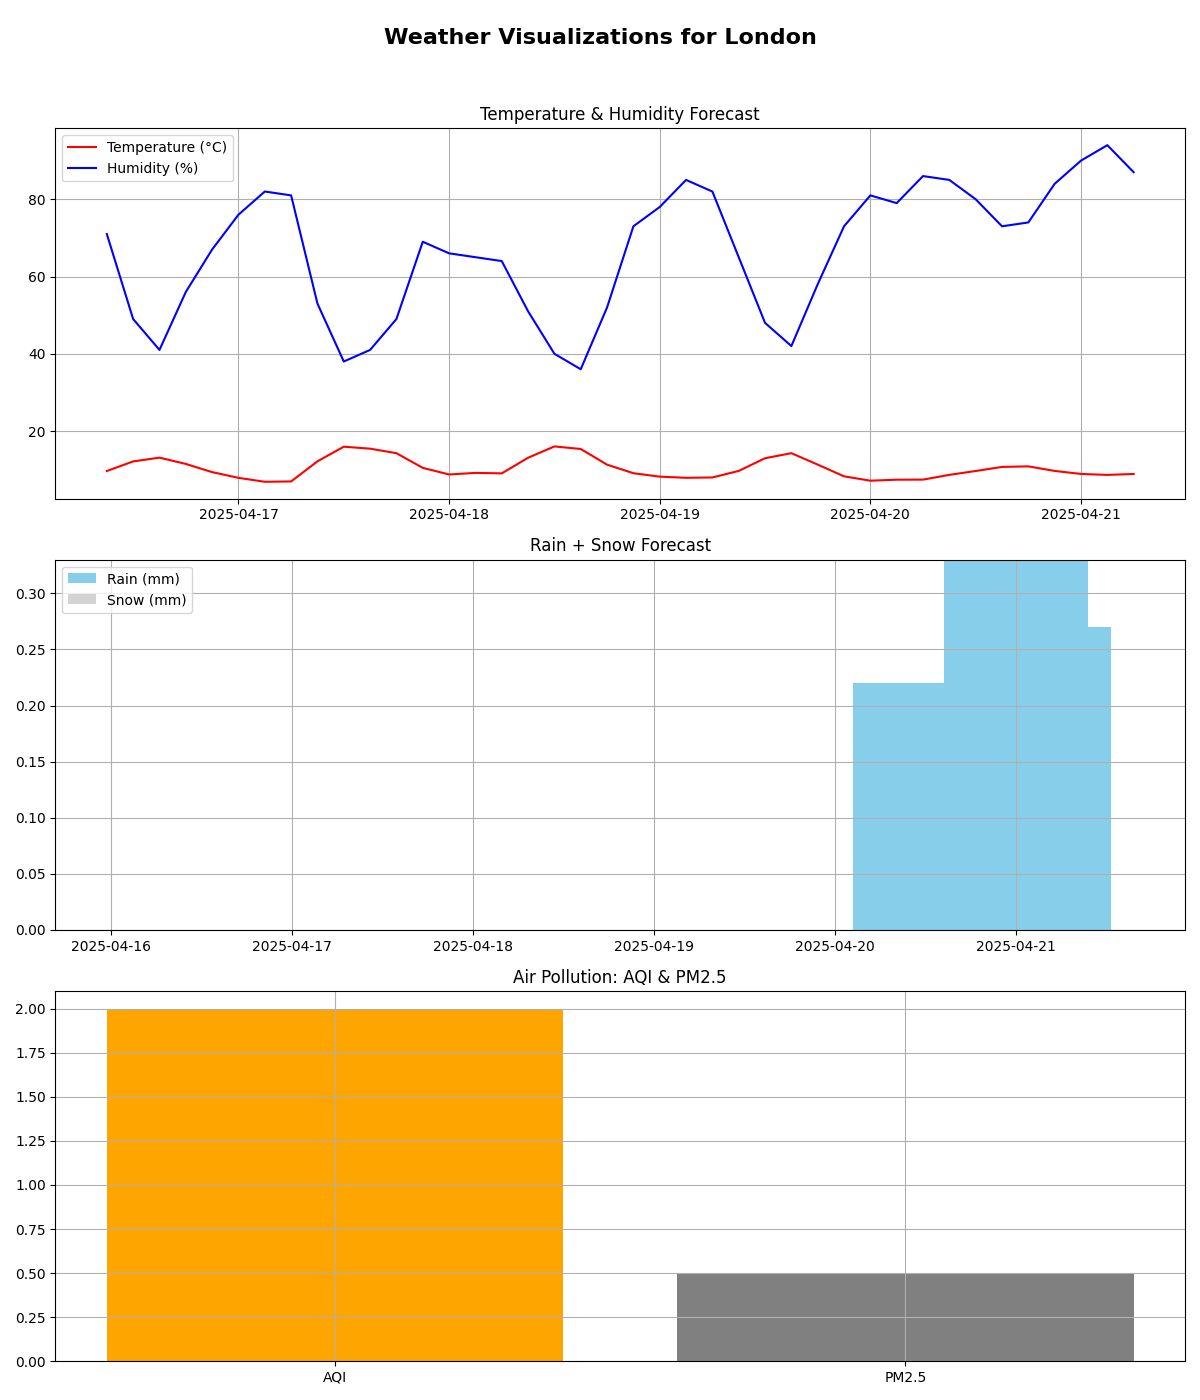 Weather Visualizations for London
Temperature & Humidity Forecast
Temperature (°C)
Humidity (%)
80
60
40
20
2025-04-17 2025-04-18 2025-04-19 2025-04-20 2025-04-21
Rain + Snow Forecast
Rain (mm)
Snow (mm)
0.30
0.25
0.20
0.15
0.10
0.05
0.00
2025-04-16 2025-04-17 2025-04-18 2025-04-19 2025-04-20 2025-04-21
Air Pollution: AQI & PM2.5
2.00
1.75
1.50
1.25
1.00
0.75
0.50
0.25
0.00
AQI PM2.5